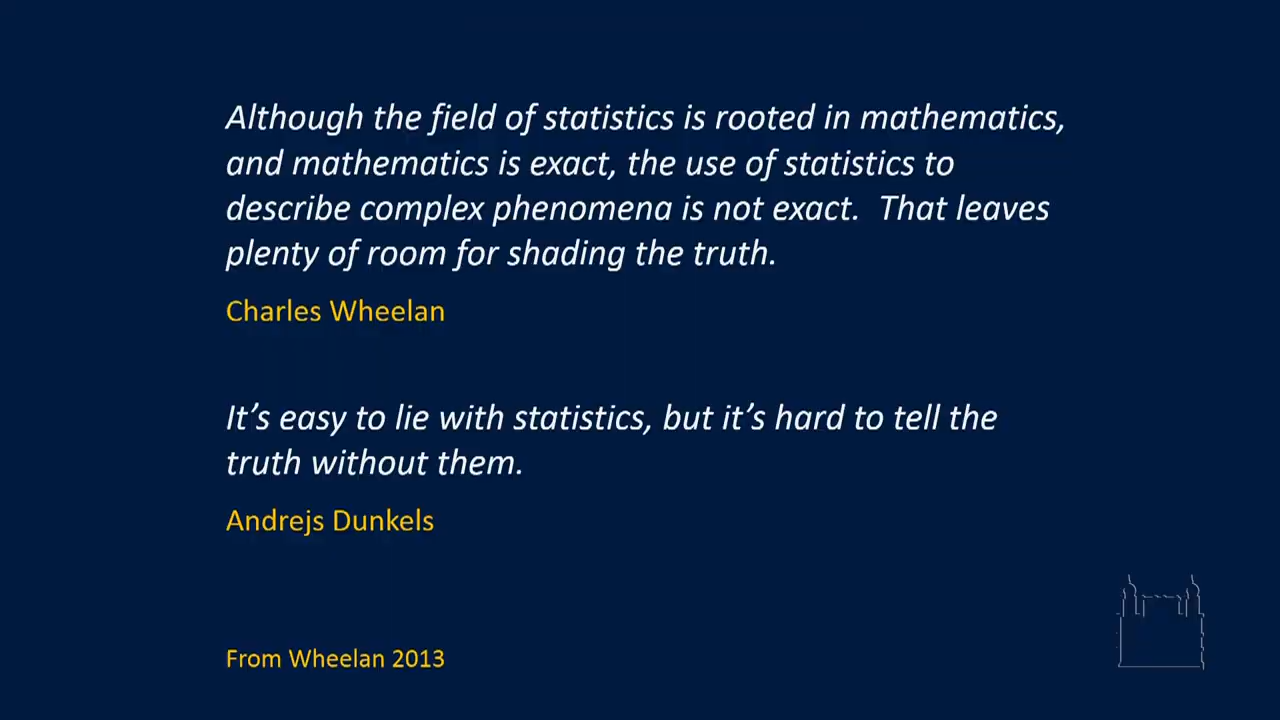 Although the field of statistics is rooted in mathematics,
and mathematics is exact, the use of statistics to
describe complex phenomena is not exact.  That leaves
plenty of room for shading the truth.
Charles Wheelan
It’s easy to lie with statistics, but it’s hard to tell the
truth without them.
Andrejs Dunkels
From Wheelan 2013